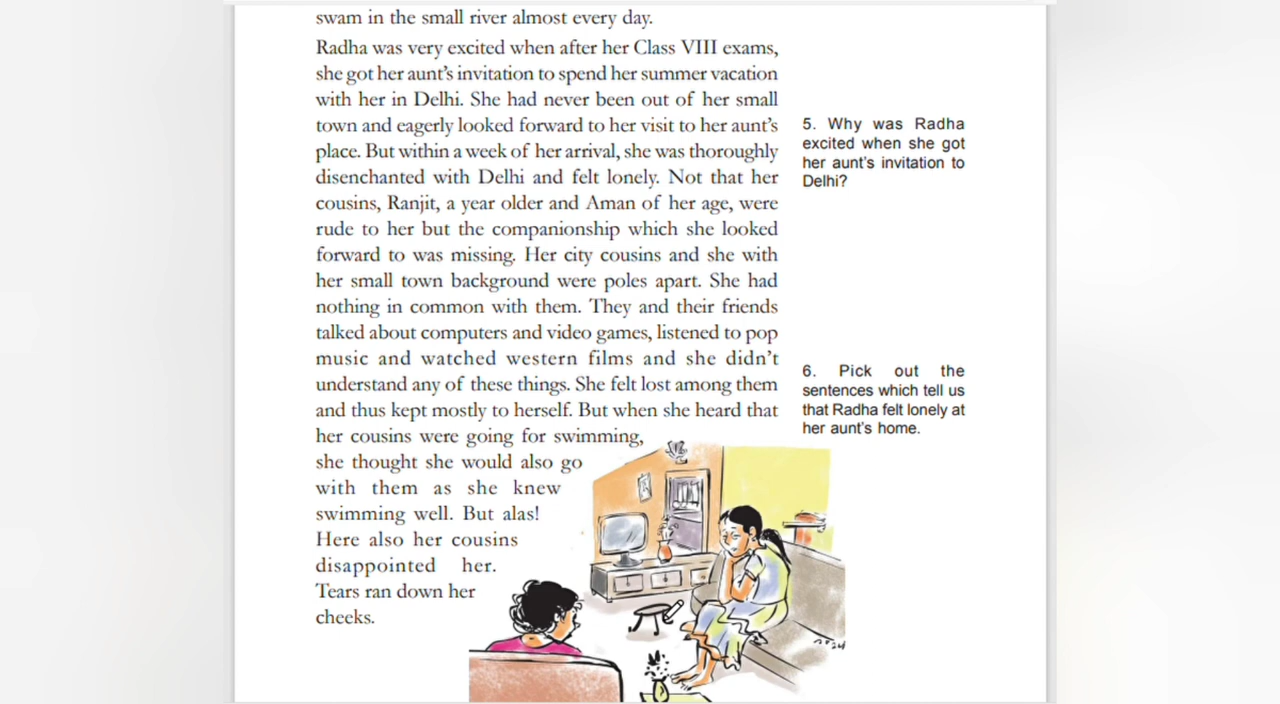 swam in the small river almost every day.
Radha was very excited when after her Class VIII exams,
she got her aunt's invitation to spend her summer vacation
with her in Delhi. She had never been out of her small
town and eagerly looked forward to her visit to her aunt's
place. But within a week of her arrival, she was thoroughly
disenchanted with Delhi and felt lonely. Not that her
cousins, Ranjit, a year older and Aman of her age, were
rude to her but the companionship which she looked
forward to was missing. Her city cousins and she with
her small town background were poles apart. She had
nothing in common with them. They and their friends
talked about computers and video games, listened to pop
music and watched western films and she didn't
understand any of these things. She felt lost among them
and thus kept mostly to herself. But when she heard that
her cousins were going for swimming,
she thought she would also go
with them as she knew
swimming well. But alas!
Here also her cousins
disappointed her.
Tears ran down her
cheeks.
5. Why was Radha
excited when she got
her aunt's invitation to
Delhi?
6. Pick out the
sentences which tell us
that Radha felt lonely at
her aunt's home.